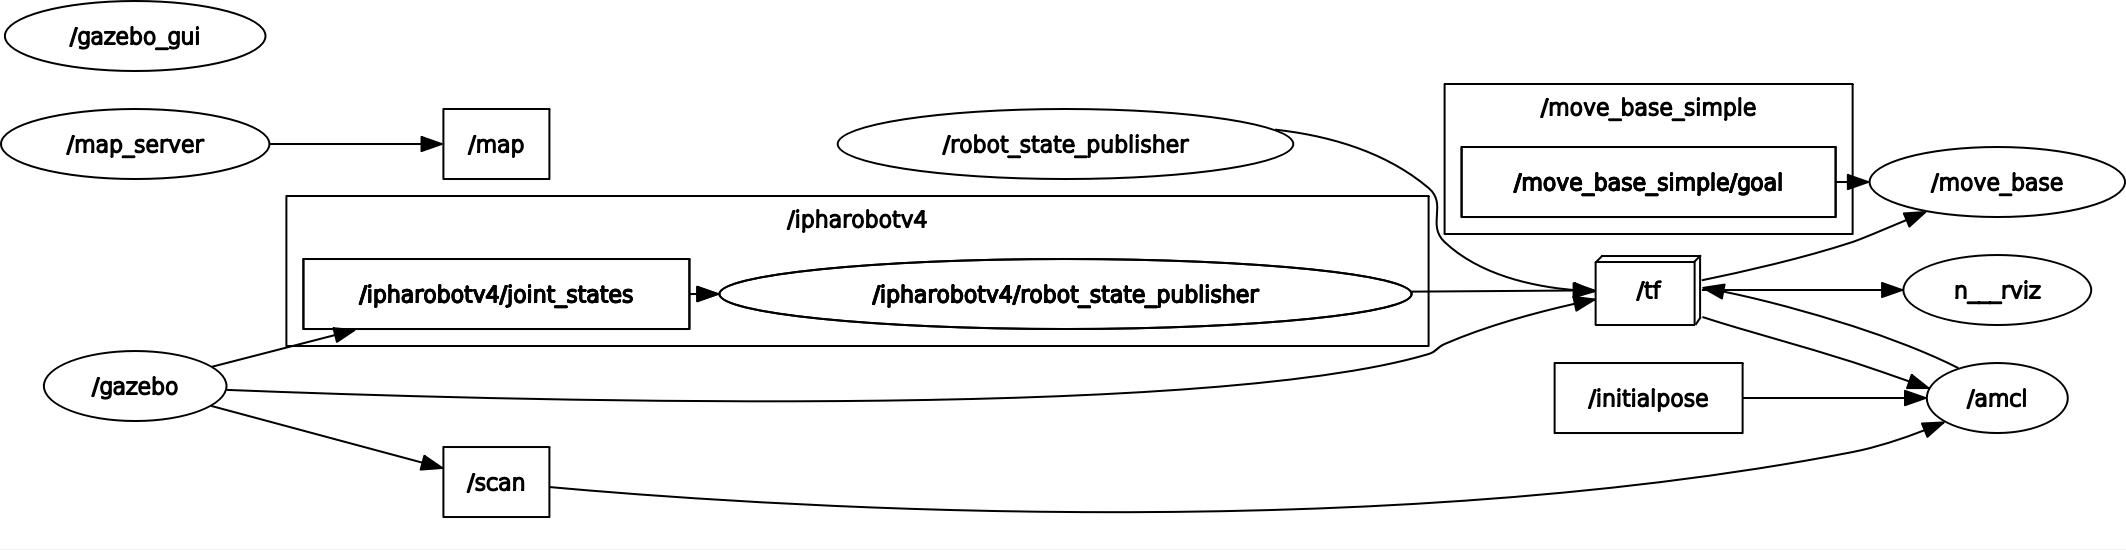 /gazebo_gui
/map_server
/map
/robot_state_publisher
/move_base_simple
/move_base_simple/goal
/move_base
/ipharobotv4
/ipharobotv4/joint_states
/ipharobotv4/robot_state_publisher
/tf
n___rviz
/gazebo
/initialpose
/amcl
/scan